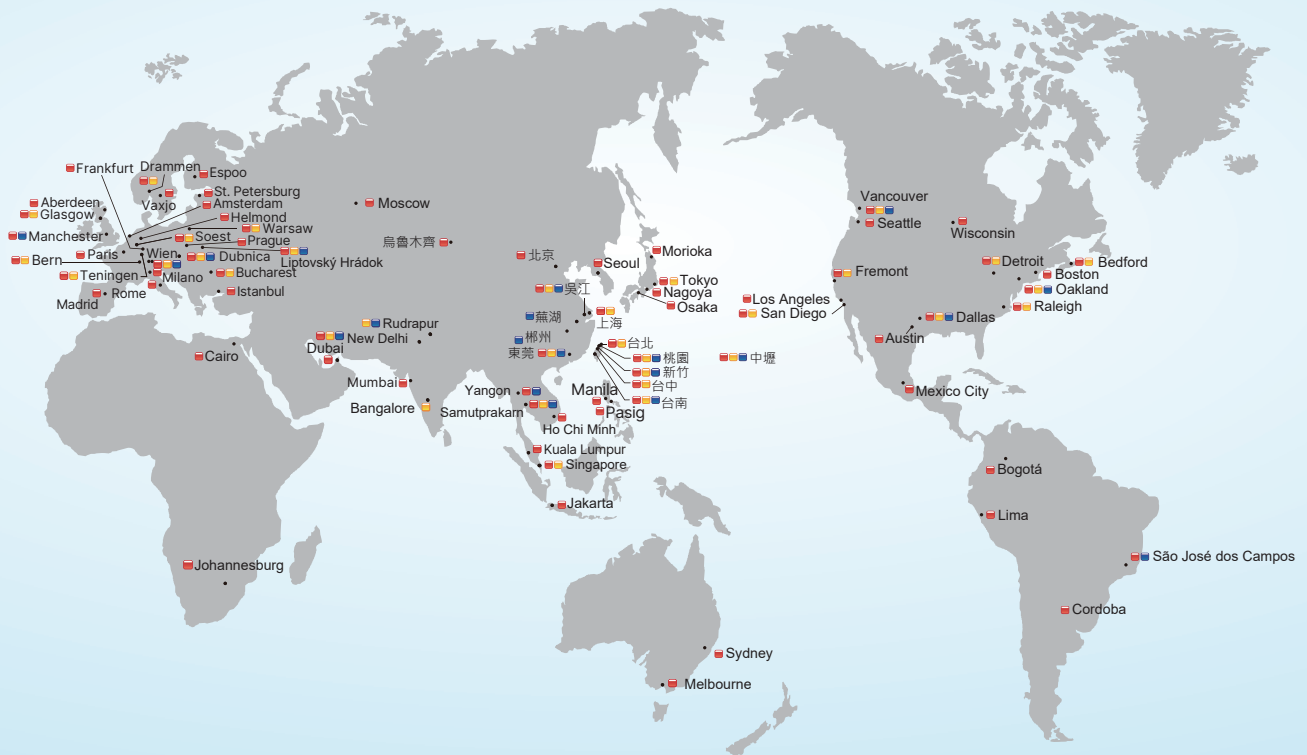 Frankfurt
Drammen
Espoo
Aberdeen
Glasgow
Vaxjo
St. Petersburg
Amsterdam
Helmond
Moscow
Manchester
Warsaw
Soest
Prague
Paris
Wien
Dubnica
Liptovský Hrádok
Bern
Teningen
Milano
Bucharest
Madrid
Rome
Istanbul
烏魯木齊
北京
Seoul
Morioka
吳江
Tokyo
Nagoya
Osaka
蕪湖
上海
郴州
東莞
台北
桃園
中壢
新竹
台中
台南
Rudrapur
New Delhi
Dubai
Cairo
Mumbai
Bangalore
Yangon
Samutprakarn
Manila
Pasig
Ho Chi Minh
Kuala Lumpur
Singapore
Jakarta
Johannesburg
Sydney
Melbourne
Vancouver
Seattle
Wisconsin
Fremont
Detroit
Bedford
Boston
Los Angeles
Oakland
San Diego
Raleigh
Dallas
Austin
Mexico City
Bogotá
Lima
São José dos Campos
Cordoba